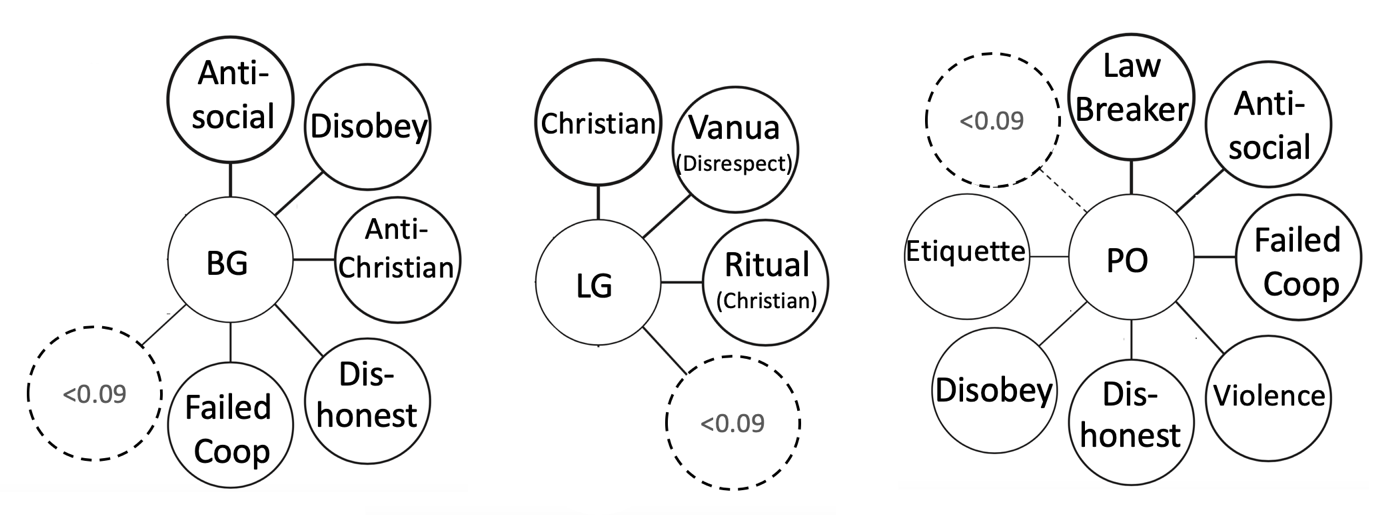 Anti-
social
Disobey
Anti-
Christian
BG
<0.09
Failed
Coop
Dis-
honest
Christian
Vanua
(Disrespect)
Ritual
(Christian)
LG
<0.09
<0.09
Law
Breaker
Anti-
social
Etiquette
PO
Failed
Coop
Disobey
Dis-
honest
Violence